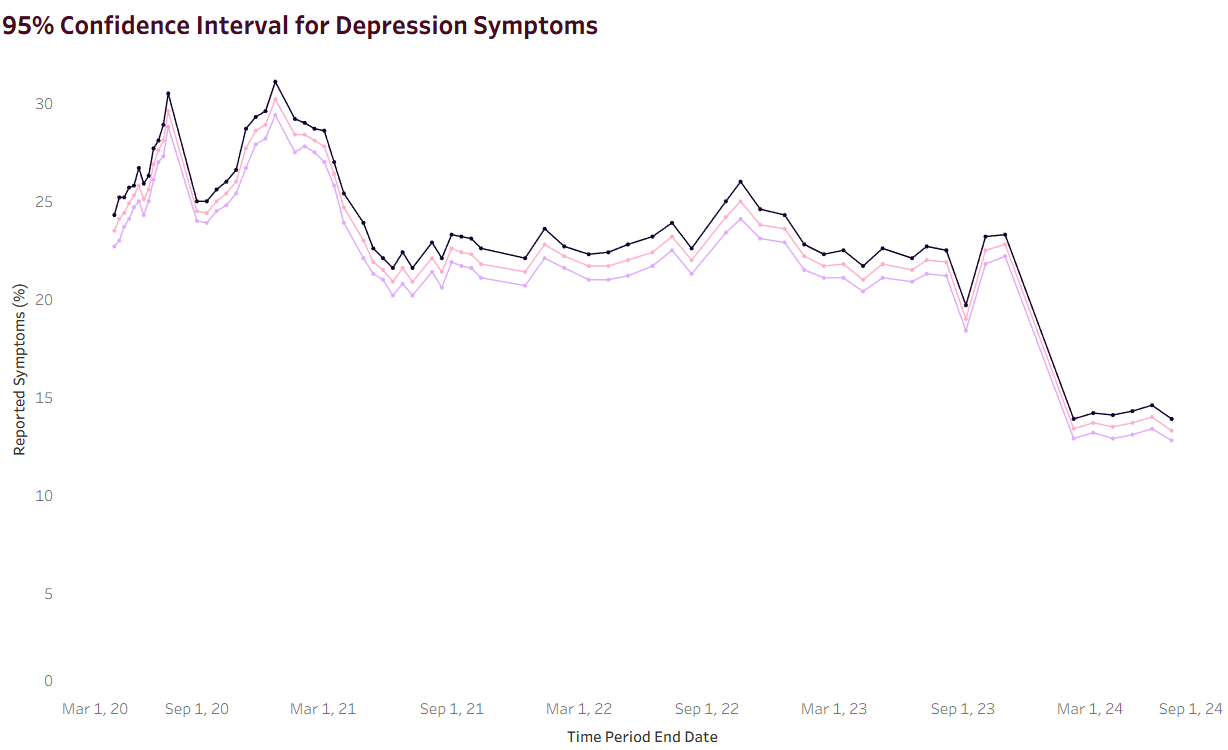 95% Confidence Interval for Depression Symptoms
30
25
20
15
10
5
0
Reported Symptoms (%)
Mar 1, 20 Sep 1, 20 Mar 1, 21 Sep 1, 21 Mar 1, 22 Sep 1, 22 Mar 1, 23 Sep 1, 23 Mar 1, 24 Sep 1, 24
Time Period End Date